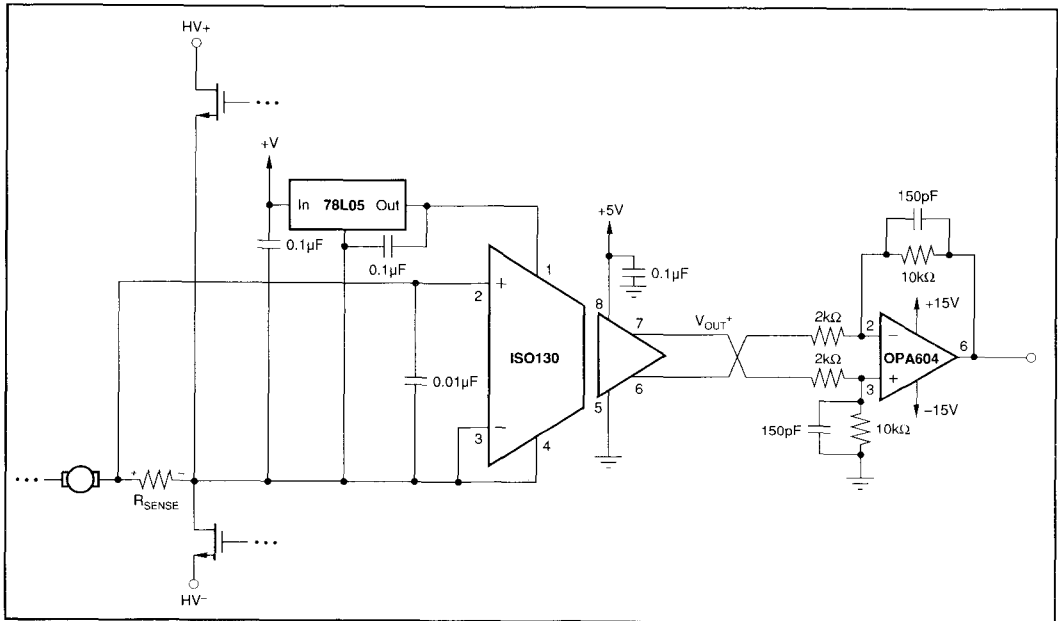 HV+
+V
In 78L05 Out
0.1µF
0.1µF
1
2
+
ISO130
0.01µF
−
3
4
+5V
0.1µF
8
7
VOUT+
6
5
2kΩ
2kΩ
150pF
10kΩ
+15V
2
−
OPA604
6
+
3
−15V
150pF
10kΩ
+ −
RSENSE
HV−